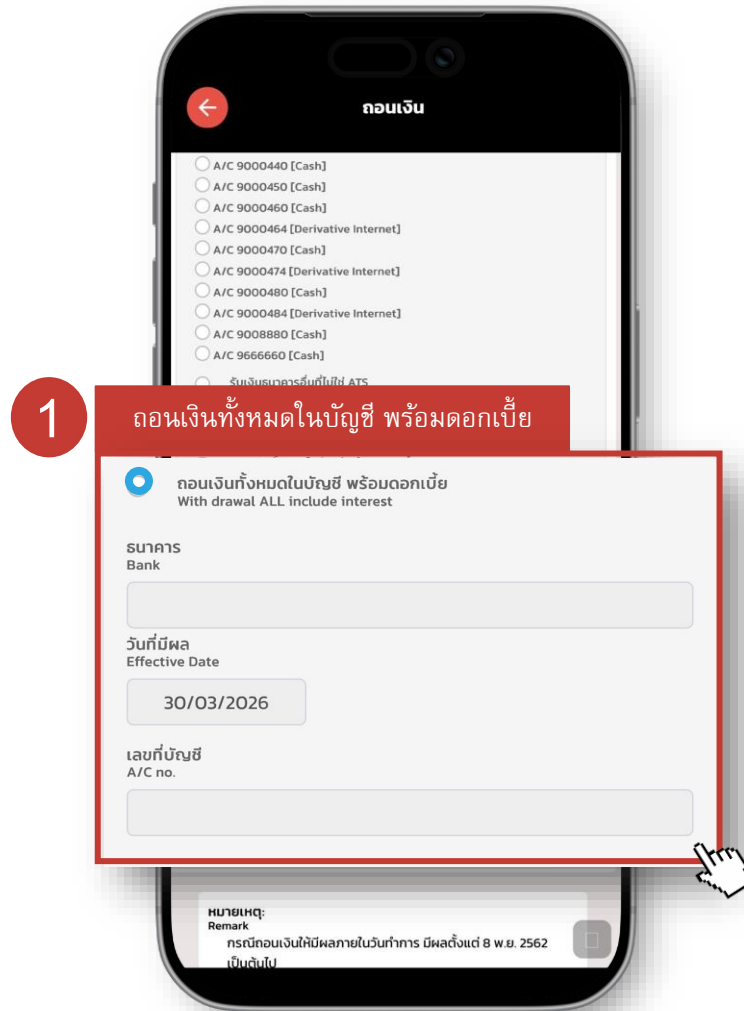 ถอนเงิน
A/C 9000440 [Cash]
A/C 9000450 [Cash]
A/C 9000460 [Cash]
A/C 9000464 [Derivative Internet]
A/C 9000470 [Cash]
A/C 9000474 [Derivative Internet]
A/C 9000480 [Cash]
A/C 9000484 [Derivative Internet]
A/C 9008880 [Cash]
A/C 9666660 [Cash]
รับเงินธนาคารอื่นที่ไม่ใช่ ATS
1
ถอนเงินทั้งหมดในบัญชี พร้อมดอกเบี้ย
ถอนเงินทั้งหมดในบัญชี พร้อมดอกเบี้ย
With drawal ALL include interest
ธนาคาร
Bank
วันที่มีผล
Effective Date
30/03/2026
เลขที่บัญชี
A/C no.
หมายเหตุ:
Remark
กรณีถอนเงินให้มีผลภายในวันทำการ มีผลตั้งแต่ 8 พ.ย. 2562
เป็นต้นไป